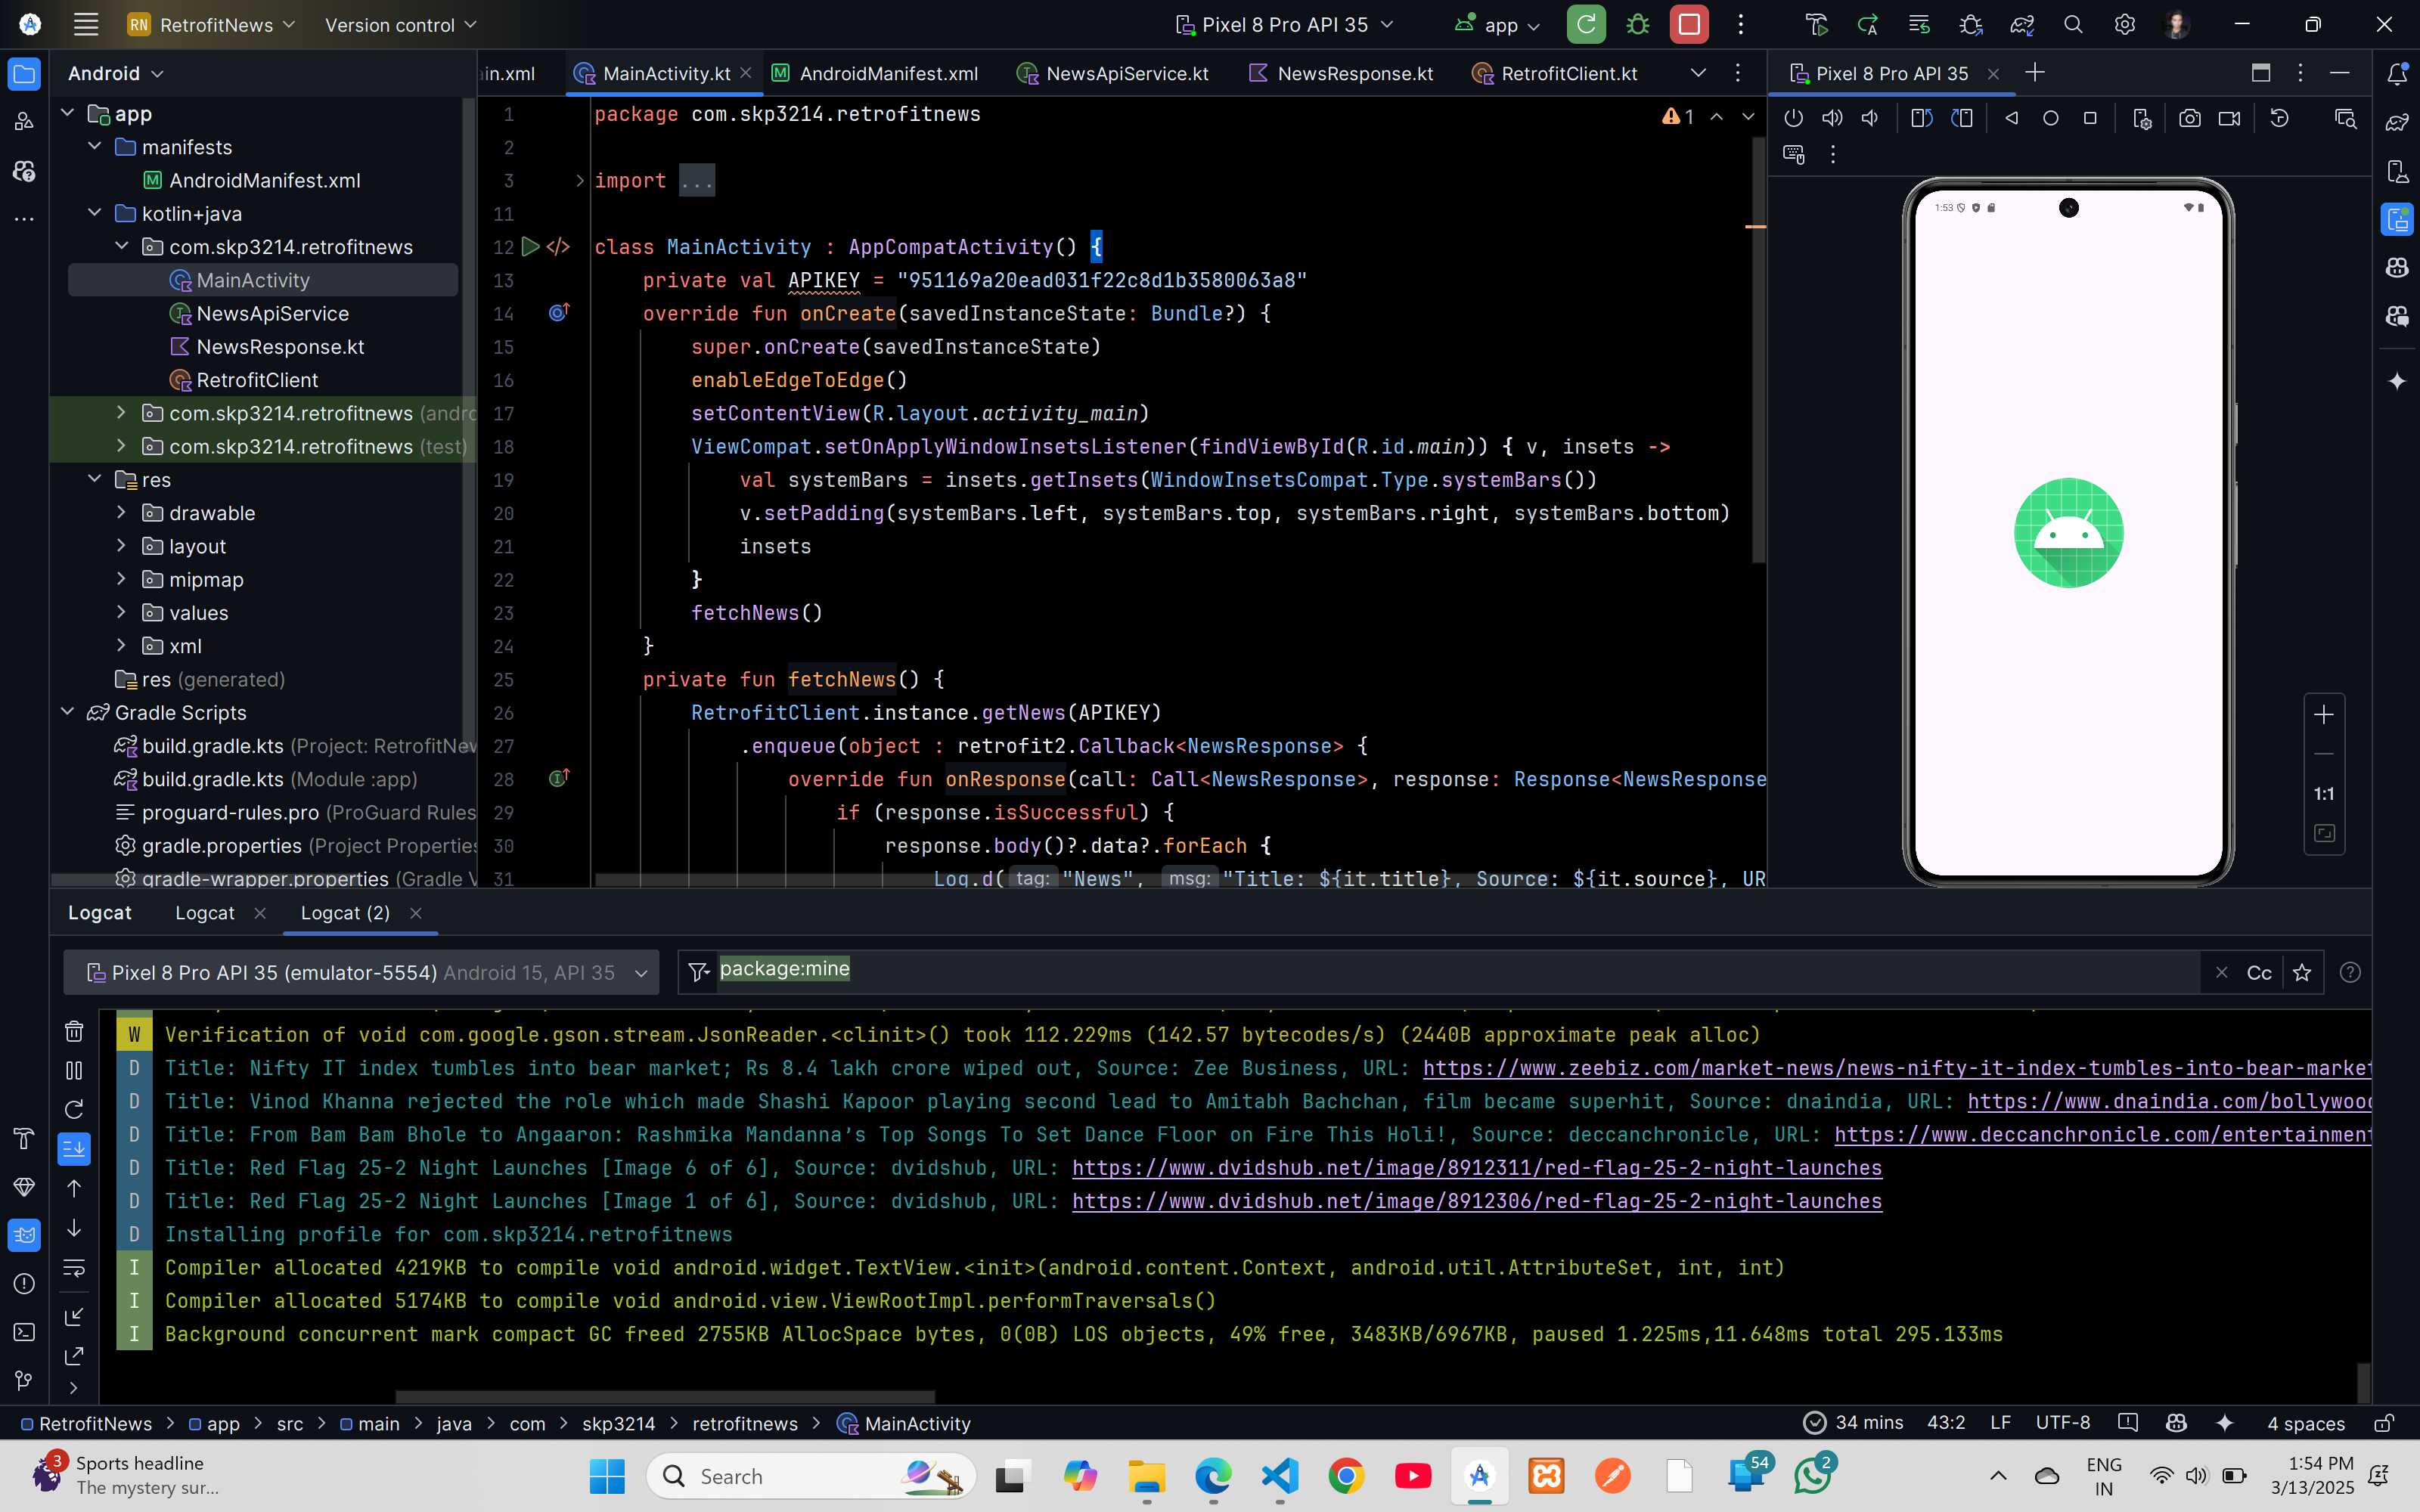 RN RetrofitNews Version control Pixel 8 Pro API 35 app
Android
app
manifests
AndroidManifest.xml
kotlin+java
com.skp3214.retrofitnews
MainActivity
NewsApiService
NewsResponse.kt
RetrofitClient
com.skp3214.retrofitnews
com.skp3214.retrofitnews (test)
res
drawable
layout
mipmap
values
xml
res (generated)
Gradle Scripts
build.gradle.kts (Project:
build.gradle.kts (Module :app)
proguard-rules.pro (ProGuard Rules
gradle.properties (Project
gradle-wrapper.properties (Gradle
MainActivity.kt AndroidManifest.xml NewsApiService.kt NewsResponse.kt RetrofitClient.kt
1 package com.skp3214.retrofitnews
2
3 import ...
11
12 class MainActivity : AppCompatActivity() {
13 private val APIKEY = "951169a20ead031f22c8d1b3580063a8"
14 override fun onCreate(savedInstanceState: Bundle?) {
15 super.onCreate(savedInstanceState)
16 enableEdgeToEdge()
17 setContentView(R.layout.activity_main)
18 ViewCompat.setOnApplyWindowInsetsListener(findViewById(R.id.main)) { v, insets ->
19 val systemBars = insets.getInsets(WindowInsetsCompat.Type.systemBars())
20 v.setPadding(systemBars.left, systemBars.top, systemBars.right, systemBars.bottom)
21 insets
22 }
23 fetchNews()
24 }
25 private fun fetchNews() {
26 RetrofitClient.instance.getNews(APIKEY)
27 .enqueue(object : retrofit2.Callback<NewsResponse> {
28 override fun onResponse(call: Call<NewsResponse>, response: Response<NewsResponse
29 if (response.isSuccessful) {
30 response.body()?.data?.forEach {
31 Log.d( tag: "News", msg: "Title: ${it.title}, Source: ${it.source}, UR
1
Pixel 8 Pro API 35
1:53
1:1
Logcat Logcat Logcat (2)
Pixel 8 Pro API 35 (emulator-5554) Android 15, API 35 package:mine Cc
W Verification of void com.google.gson.stream.JsonReader.<clinit>() took 112.229ms (142.57 bytecodes/s) (2440B approximate peak alloc)
D Title: Nifty IT index tumbles into bear market; Rs 8.4 lakh crore wiped out, Source: Zee Business, URL: https://www.zeebiz.com/market-news/news-nifty-it-index-tumbles-into-bear-market
D Title: Vinod Khanna rejected the role which made Shashi Kapoor playing second lead to Amitabh Bachchan, film became superhit, Source: dnaindia, URL: https://www.dnaindia.com/bollywood
D Title: From Bam Bam Bhole to Angaaron: Rashmika Mandanna’s Top Songs To Set Dance Floor on Fire This Holi!, Source: deccanchronicle, URL: https://www.deccanchronicle.com/entertainment
D Title: Red Flag 25-2 Night Launches [Image 6 of 6], Source: dvidshub, URL: https://www.dvidshub.net/image/8912311/red-flag-25-2-night-launches
D Title: Red Flag 25-2 Night Launches [Image 1 of 6], Source: dvidshub, URL: https://www.dvidshub.net/image/8912306/red-flag-25-2-night-launches
D Installing profile for com.skp3214.retrofitnews
I Compiler allocated 4219KB to compile void android.widget.TextView.<init>(android.content.Context, android.util.AttributeSet, int, int)
I Compiler allocated 5174KB to compile void android.view.ViewRootImpl.performTraversals()
I Background concurrent mark compact GC freed 2755KB AllocSpace bytes, 0(0B) LOS objects, 49% free, 3483KB/6967KB, paused 1.225ms,11.648ms total 295.133ms
RetrofitNews > app > src > main > java > com > skp3214 > retrofitnews > MainActivity 34 mins 43:2 LF UTF-8 4 spaces
3 Sports headline
The mystery sur...
Search
54
2
ENG
IN
1:54 PM
3/13/2025